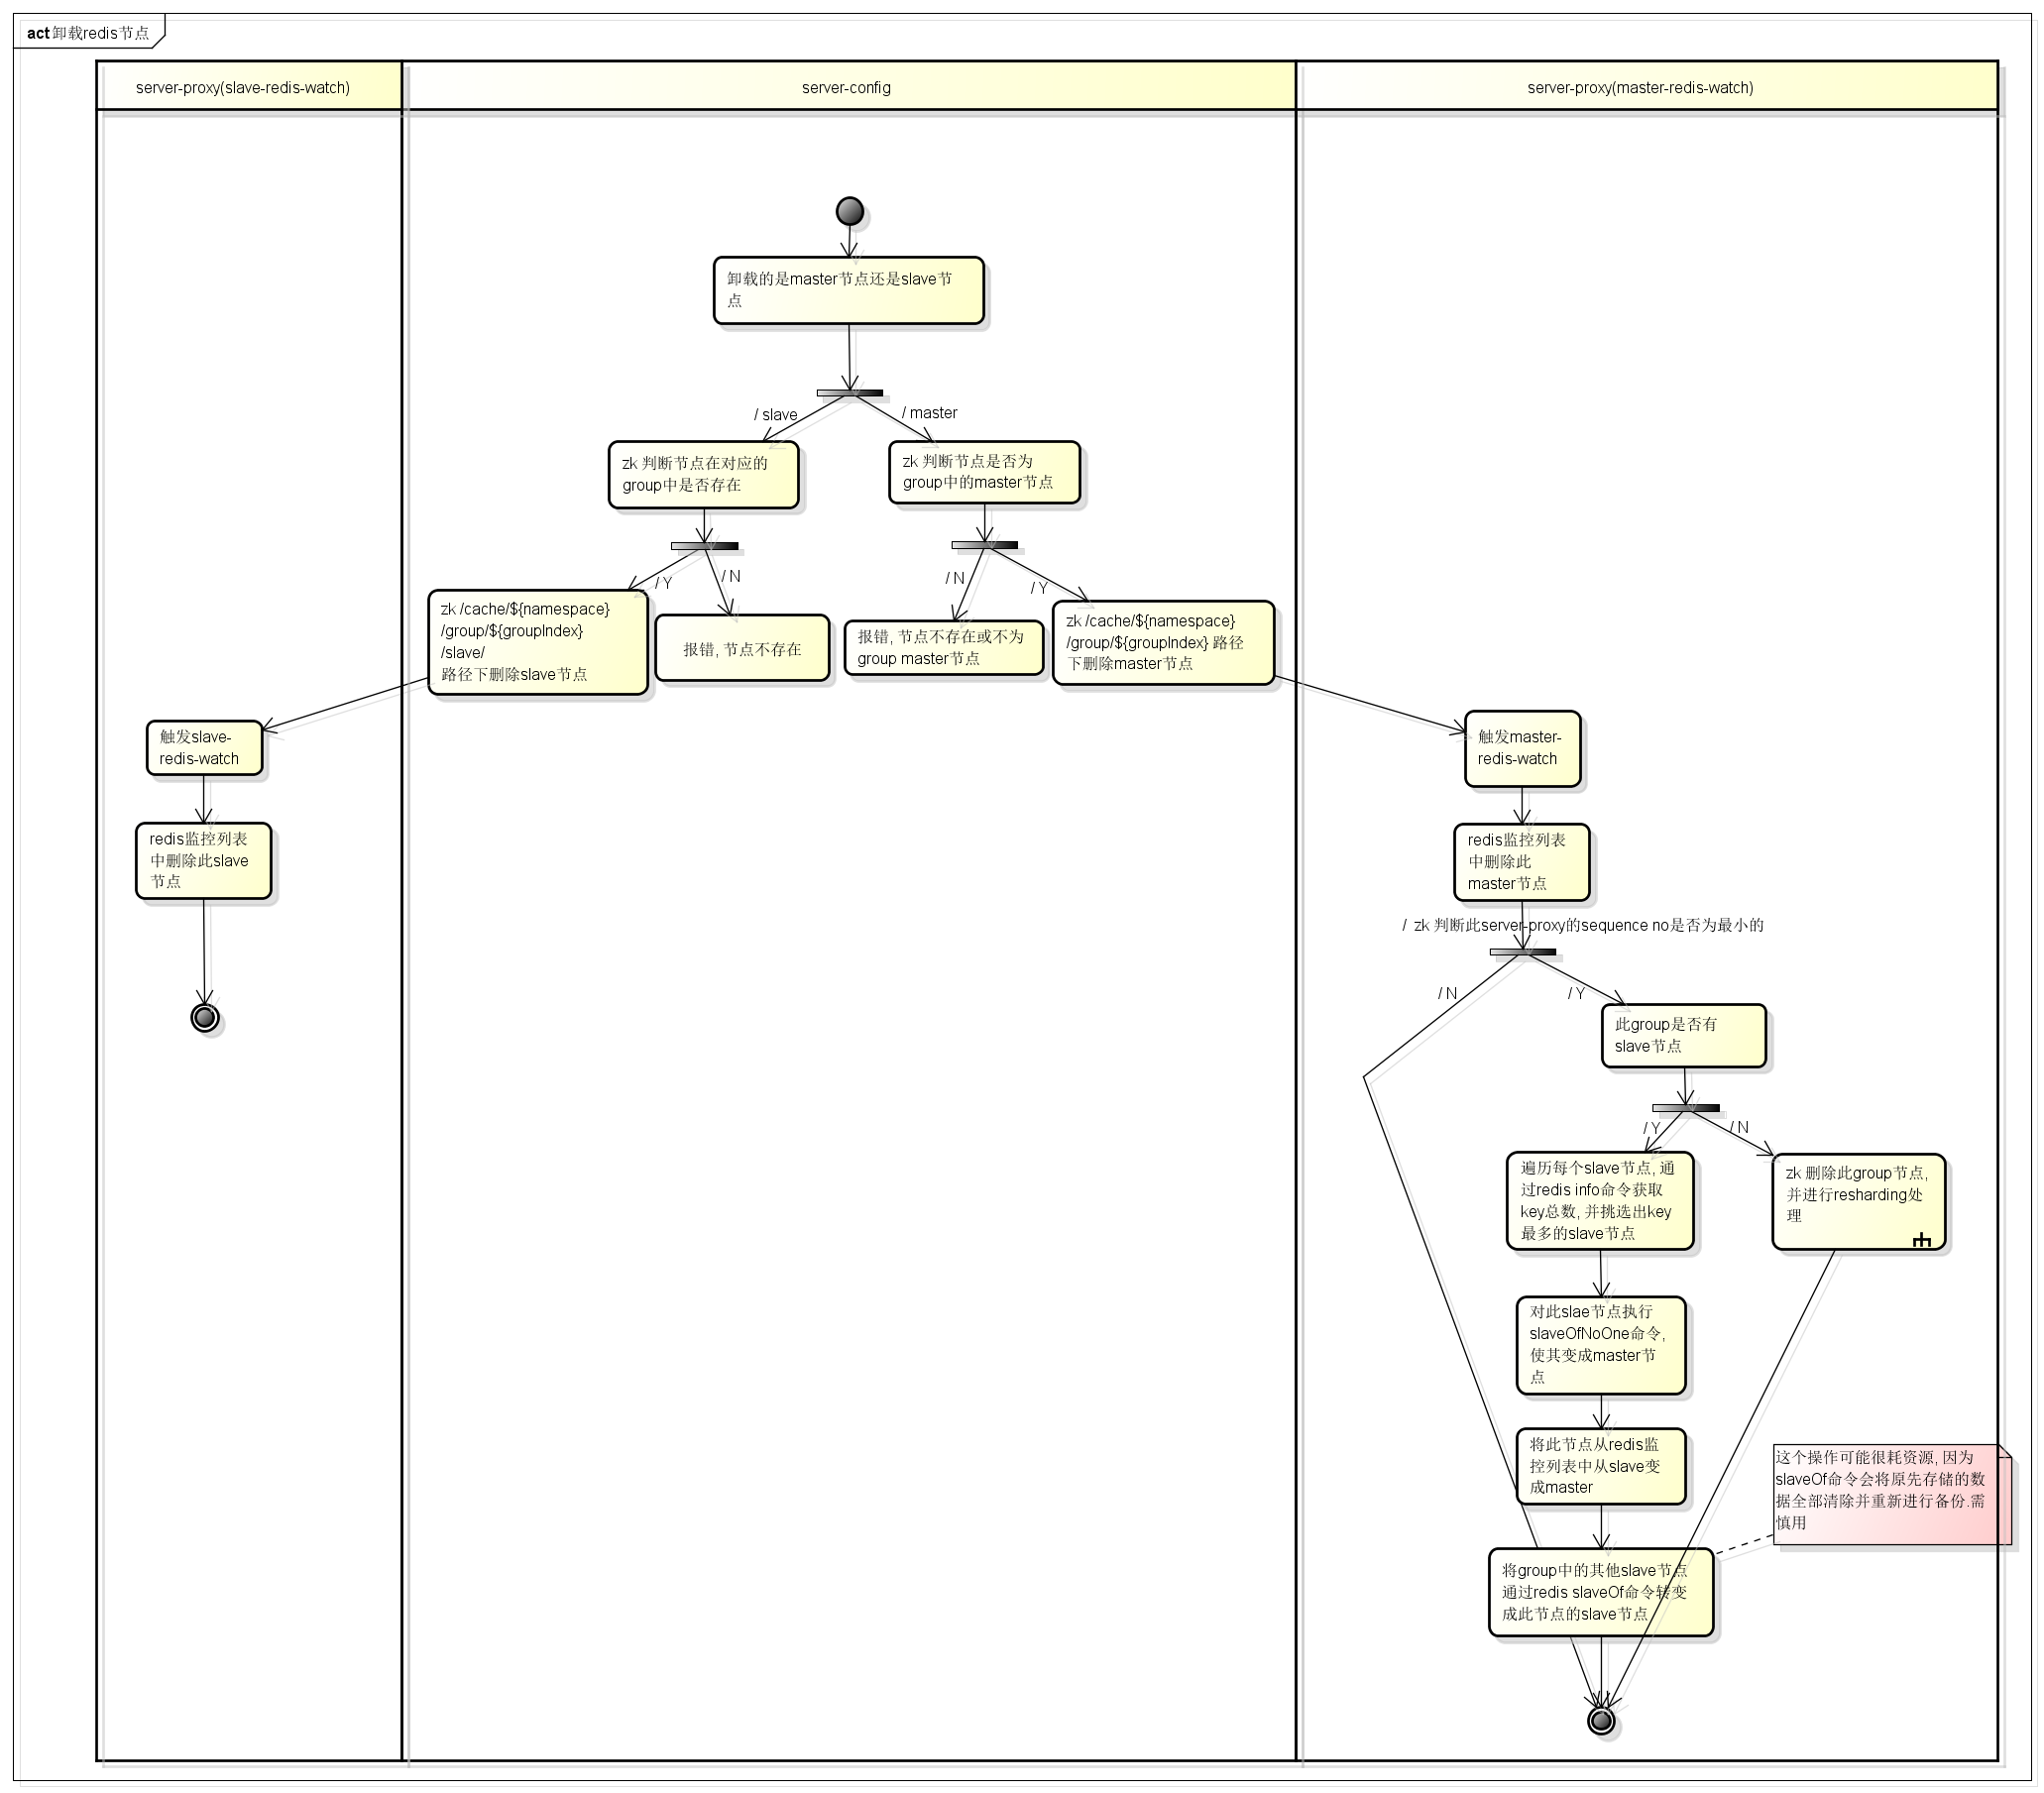 act 卸载redis节点
server-proxy(slave-redis-watch)
server-config
server-proxy(master-redis-watch)
卸载的是master节点还是slave节
点
/ slave
/ master
zk 判断节点在对应的
group中是否存在
zk 判断节点是否为
group中的master节点
/ Y
/ N
/ N
/ Y
zk /cache/${namespace}
/group/${groupIndex}
/slave/
路径下删除slave节点
报错, 节点不存在
报错, 节点不存在或不为
group master节点
zk /cache/${namespace}
/group/${groupIndex} 路径
下删除master节点
触发slave-
redis-watch
redis监控列表
中删除此slave
节点
触发master-
redis-watch
redis监控列表
中删除此
master节点
/ zk 判断此server-proxy的sequence no是否为最小的
/ N
/ Y
此group是否有
slave节点
/ Y
/ N
遍历每个slave节点, 通
过redis info命令获取
key总数, 并挑选出key
最多的slave节点
zk 删除此group节点,
并进行resharding处
理
对此slae节点执行
slaveOfNoOne命令,
使其变成master节
点
将此节点从redis监
控列表中从slave变
成master
这个操作可能很耗资源, 因为
slaveOf命令会将原先存储的数
据全部清除并重新进行备份.需
慎用
将group中的其他slave节点
通过redis slaveOf命令转变
成此节点的slave节点